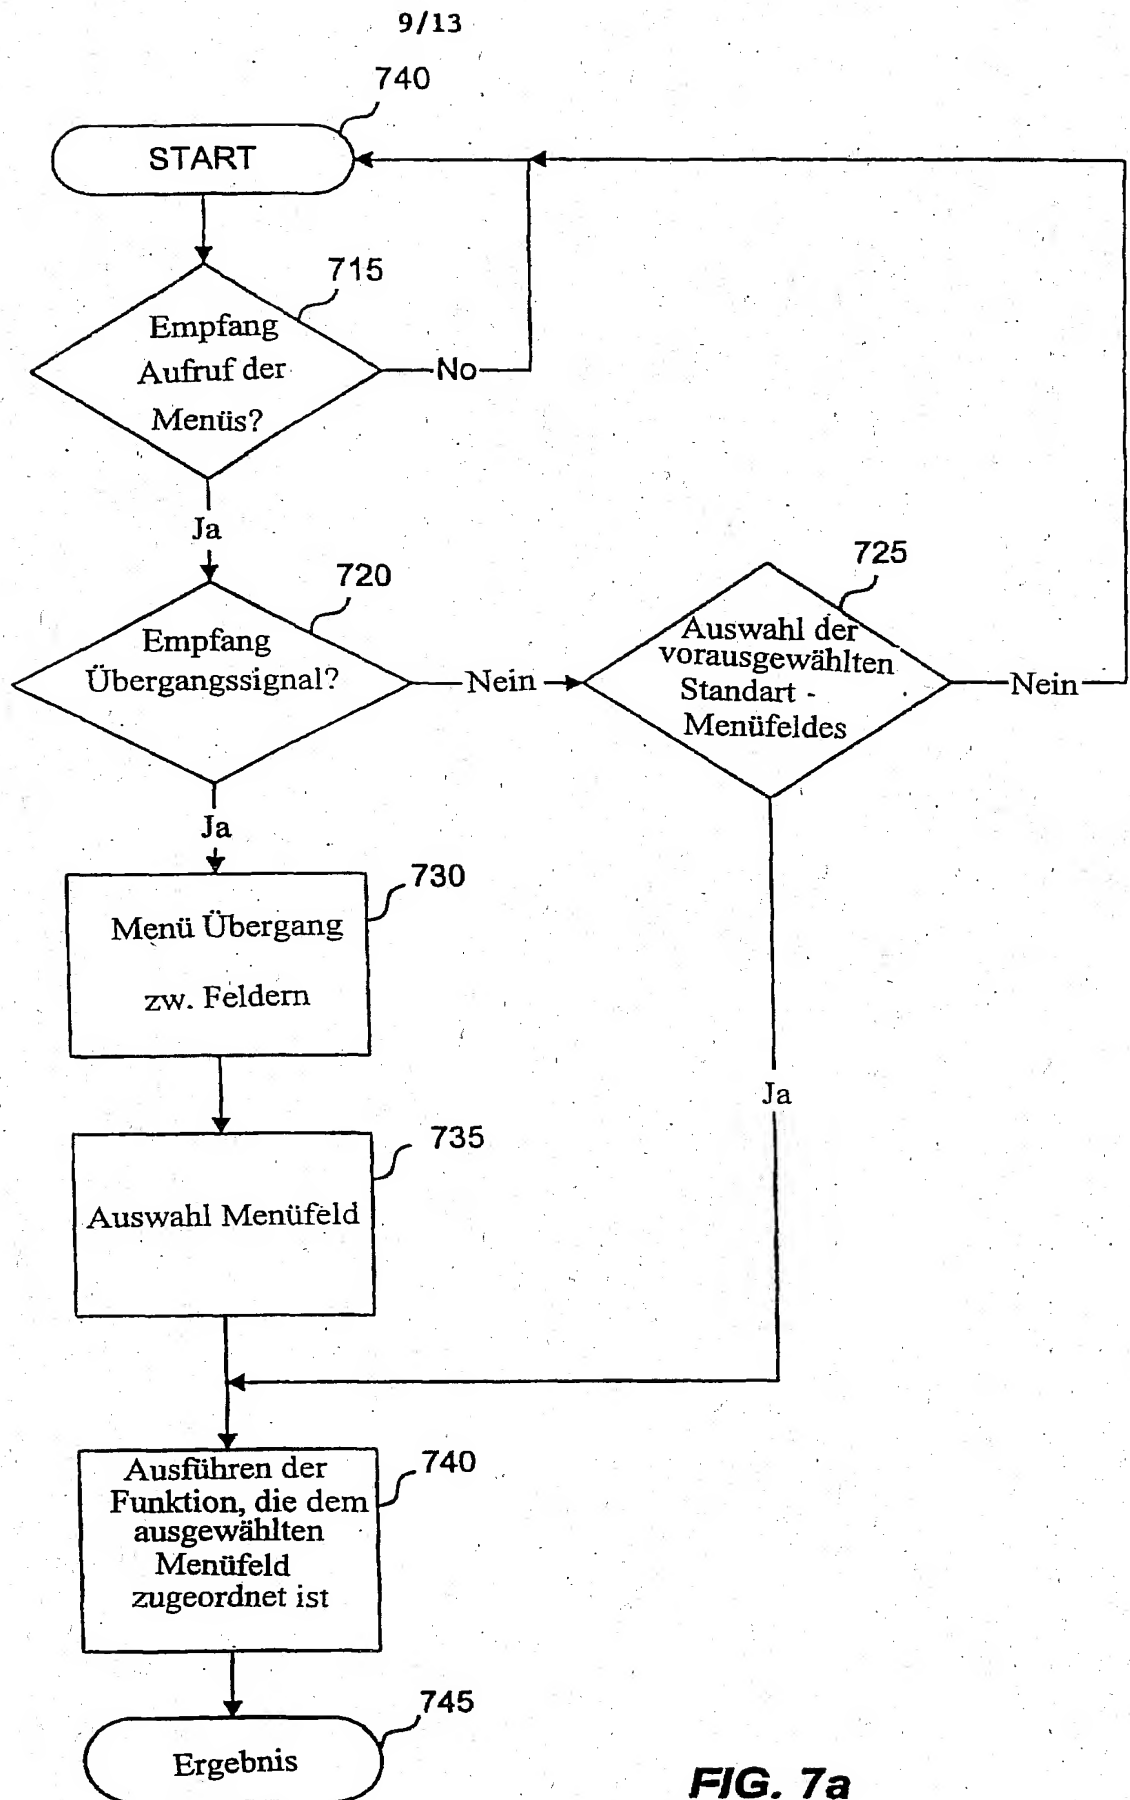 9/13
740
START
715
Empfang
Aufruf der
Menüs?
No
Ja
720
Empfang
Übergangssignal?
Nein
725
Auswahl der
vorausgewählten
Standart -
Menüfeldes
Nein
Ja
730
Menü Übergang
zw. Feldern
Ja
735
Auswahl Menüfeld
740
Ausführen der
Funktion, die dem
ausgewählten
Menüfeld
zugeordnet ist
745
Ergebnis
FIG. 7a